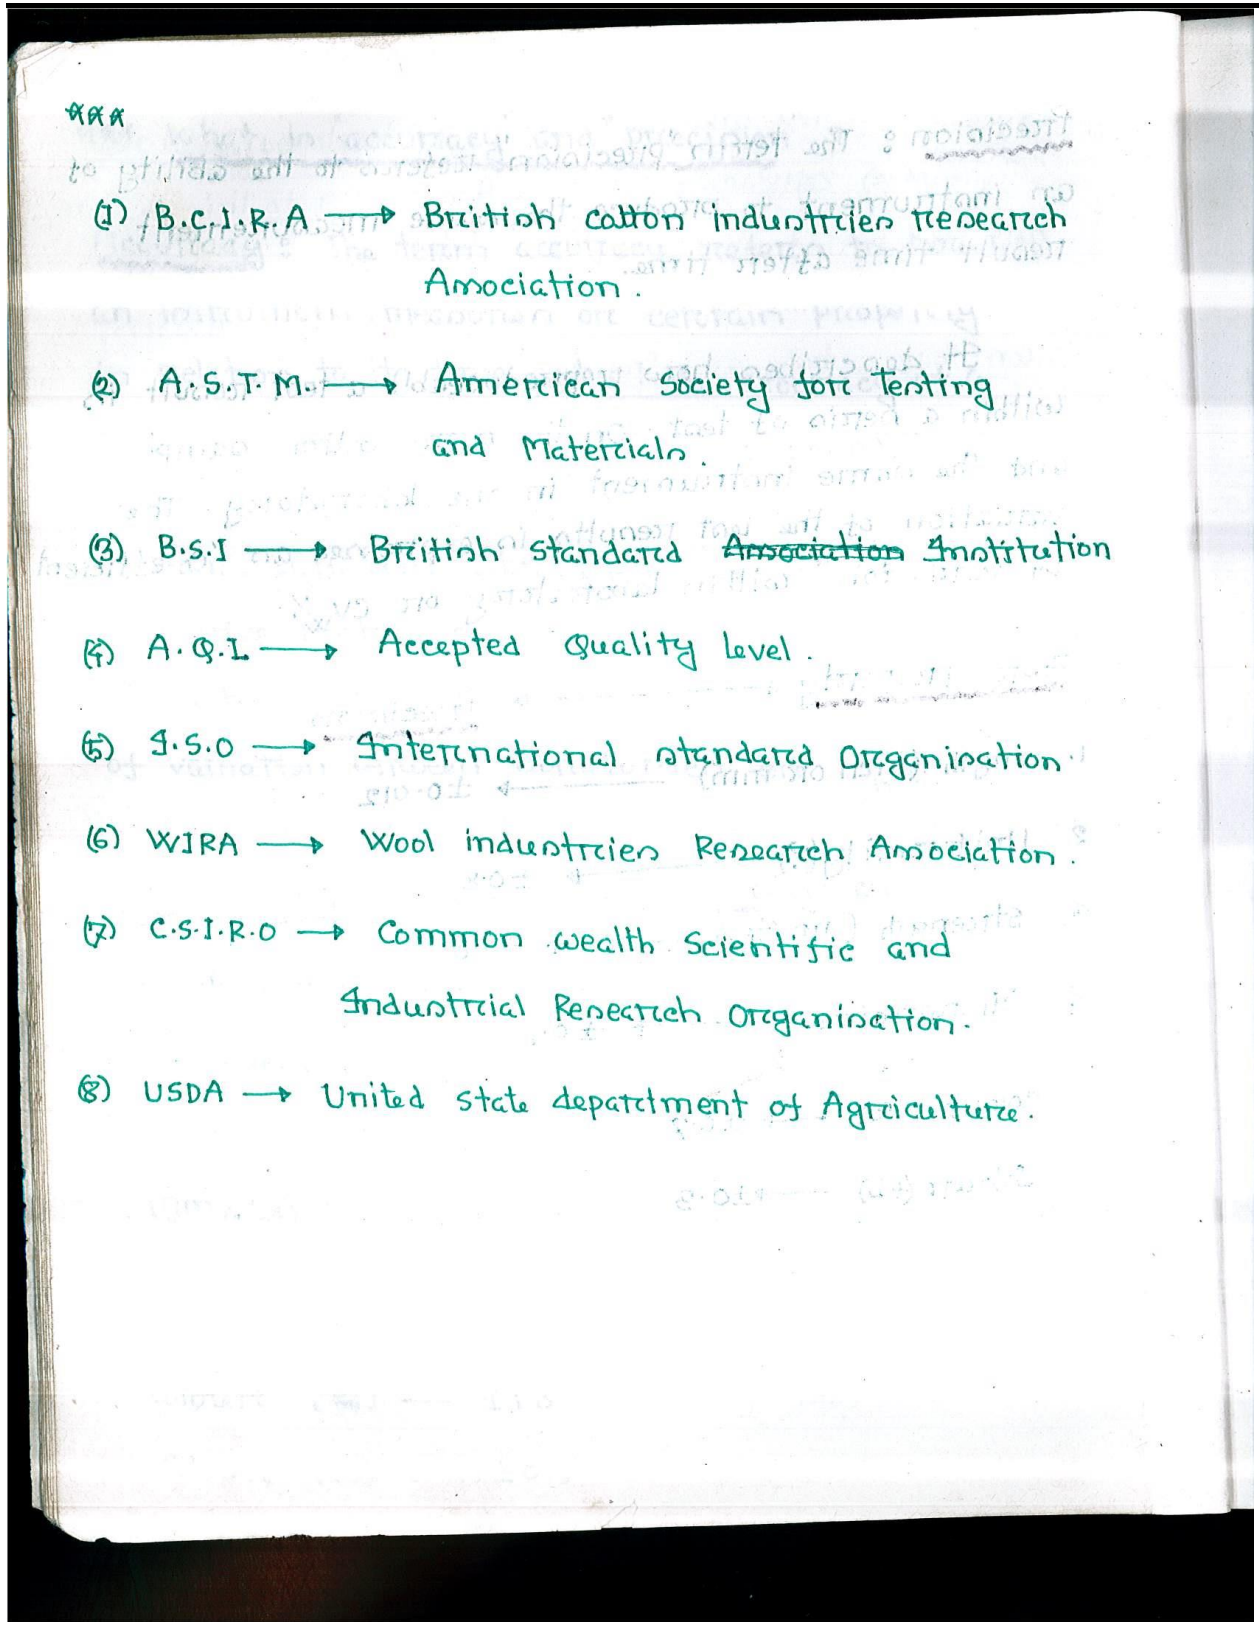 ***
(1) B.C.I.R.A → British cotton industries Research
Association.
(2) A.S.T.M. → American Society for Testing
and Materials.
(3) B.S.I → British standard ~~Association~~ Institution
(4) A.Q.L → Accepted Quality level.
(5) I.S.O → International standard Organisation.
(6) WIRA → Wool industries Research Association.
(7) C.S.I.R.O → Common wealth Scientific and
Industrial Research Organisation.
(8) USDA → United state department of Agriculture.